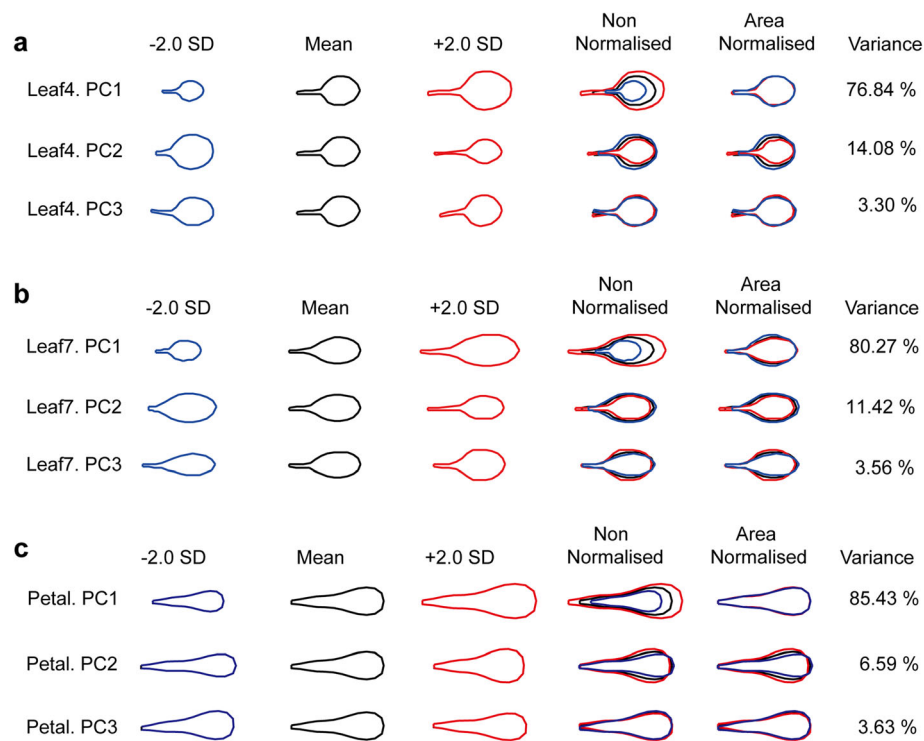 a
-2.0 SD Mean +2.0 SD Non Normalised Area Normalised Variance
Leaf4. PC1 76.84 %
Leaf4. PC2 14.08 %
Leaf4. PC3 3.30 %
b
-2.0 SD Mean +2.0 SD Non Normalised Area Normalised Variance
Leaf7. PC1 80.27 %
Leaf7. PC2 11.42 %
Leaf7. PC3 3.56 %
c
-2.0 SD Mean +2.0 SD Non Normalised Area Normalised Variance
Petal. PC1 85.43 %
Petal. PC2 6.59 %
Petal. PC3 3.63 %